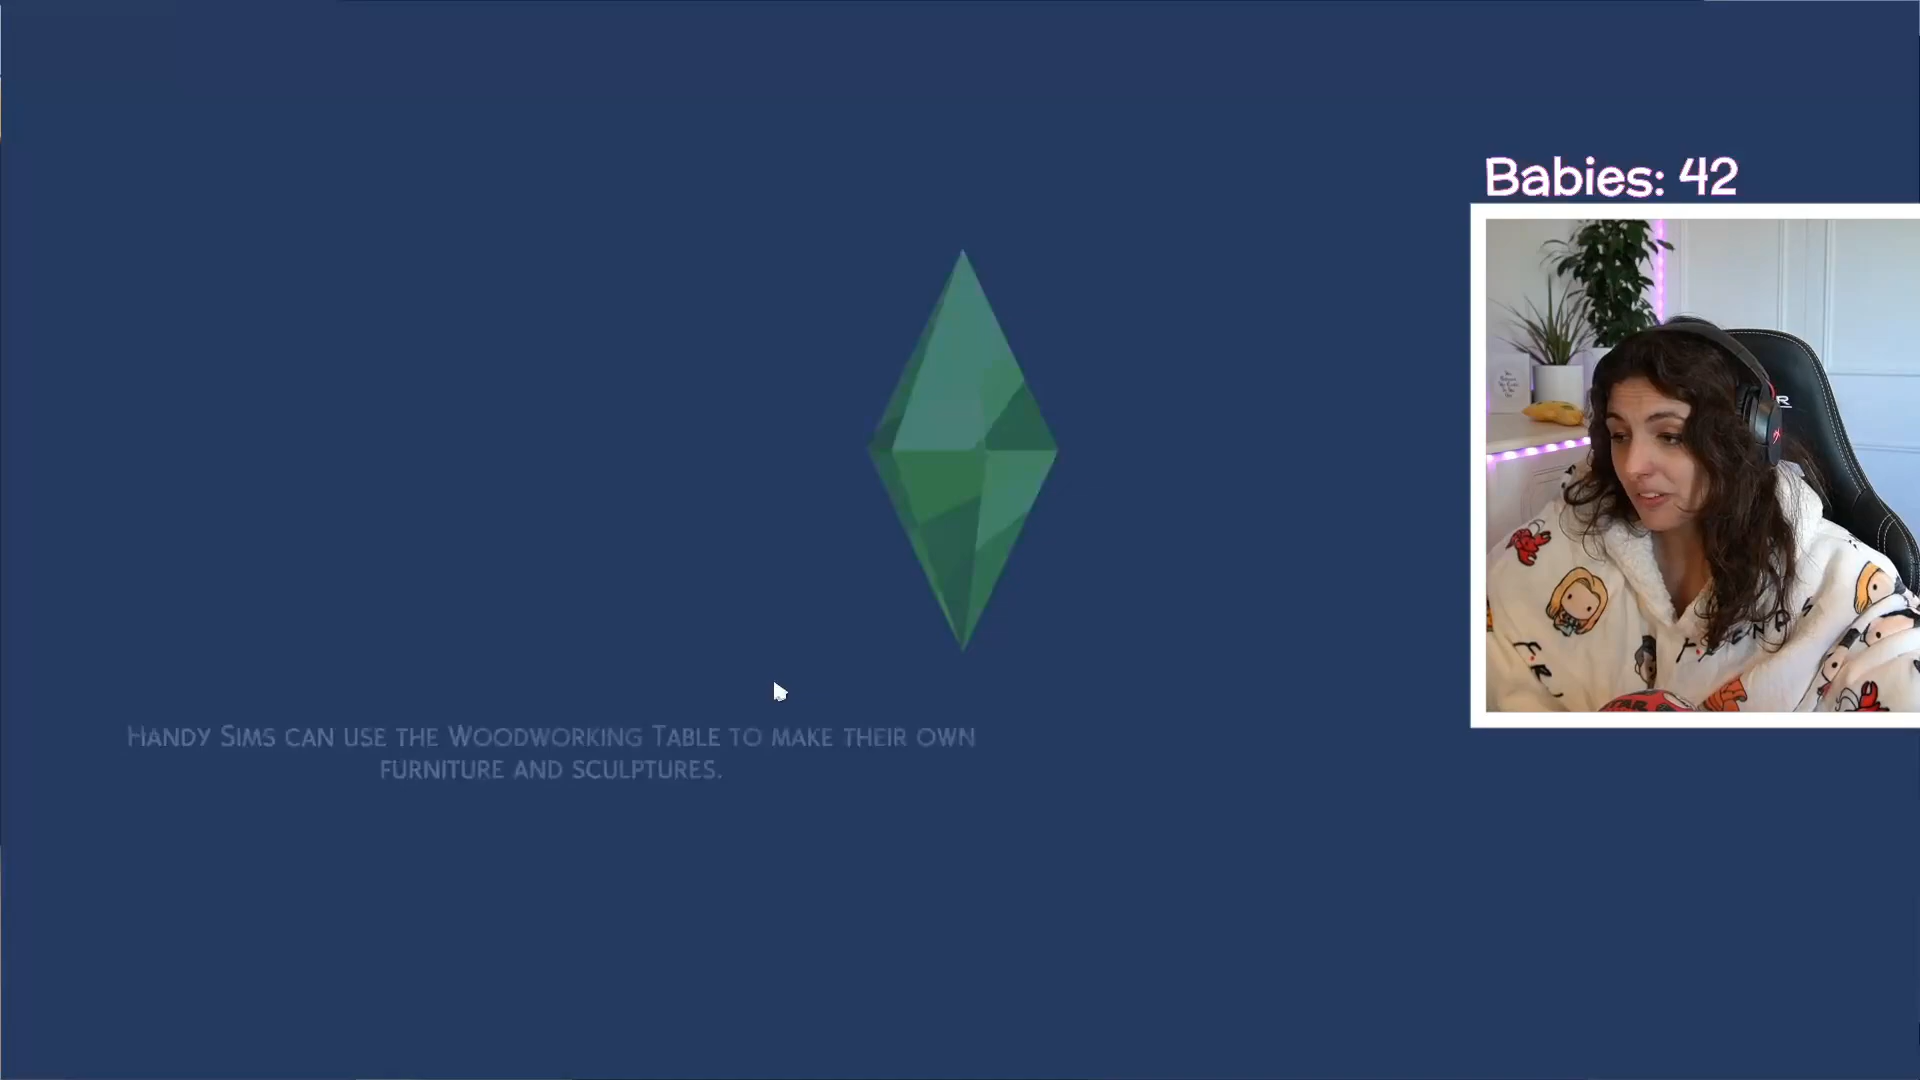 Babies: 42
HANDY SIMS CAN USE THE WOODWORKING TABLE TO MAKE THEIR OWN
FURNITURE AND SCULPTURES.